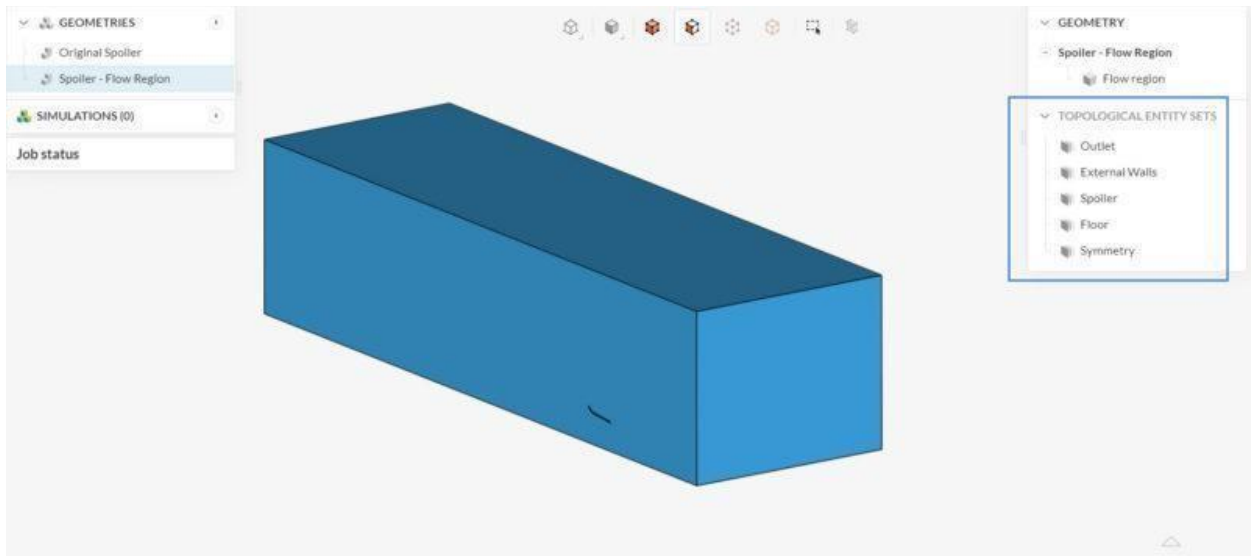 GEOMETRIES
Original Spoiler
Spoiler - Flow Region
SIMULATIONS (0)
Job status
GEOMETRY
Spoiler - Flow Region
Flow region
TOPOLOGICAL ENTITY SETS
Outlet
External Walls
Spoiler
Floor
Symmetry